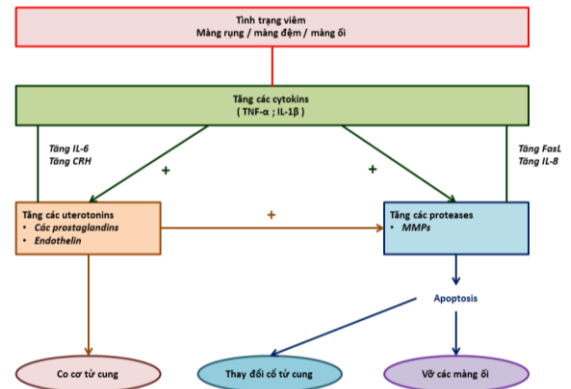 Tình trạng viêm
Màng rụng / màng đệm / màng ối
Tăng các cytokins
( TNF-α ; IL-1β )
Tăng IL-6
Tăng CRH
+
+
Tăng FasL
Tăng IL-8
Tăng các uterotonins
• Các prostaglandins
• Endothelin
+
Tăng các proteases
• MMPs
Apoptosis
Co cơ tử cung
Thay đổi cổ tử cung
Vỡ các màng ối